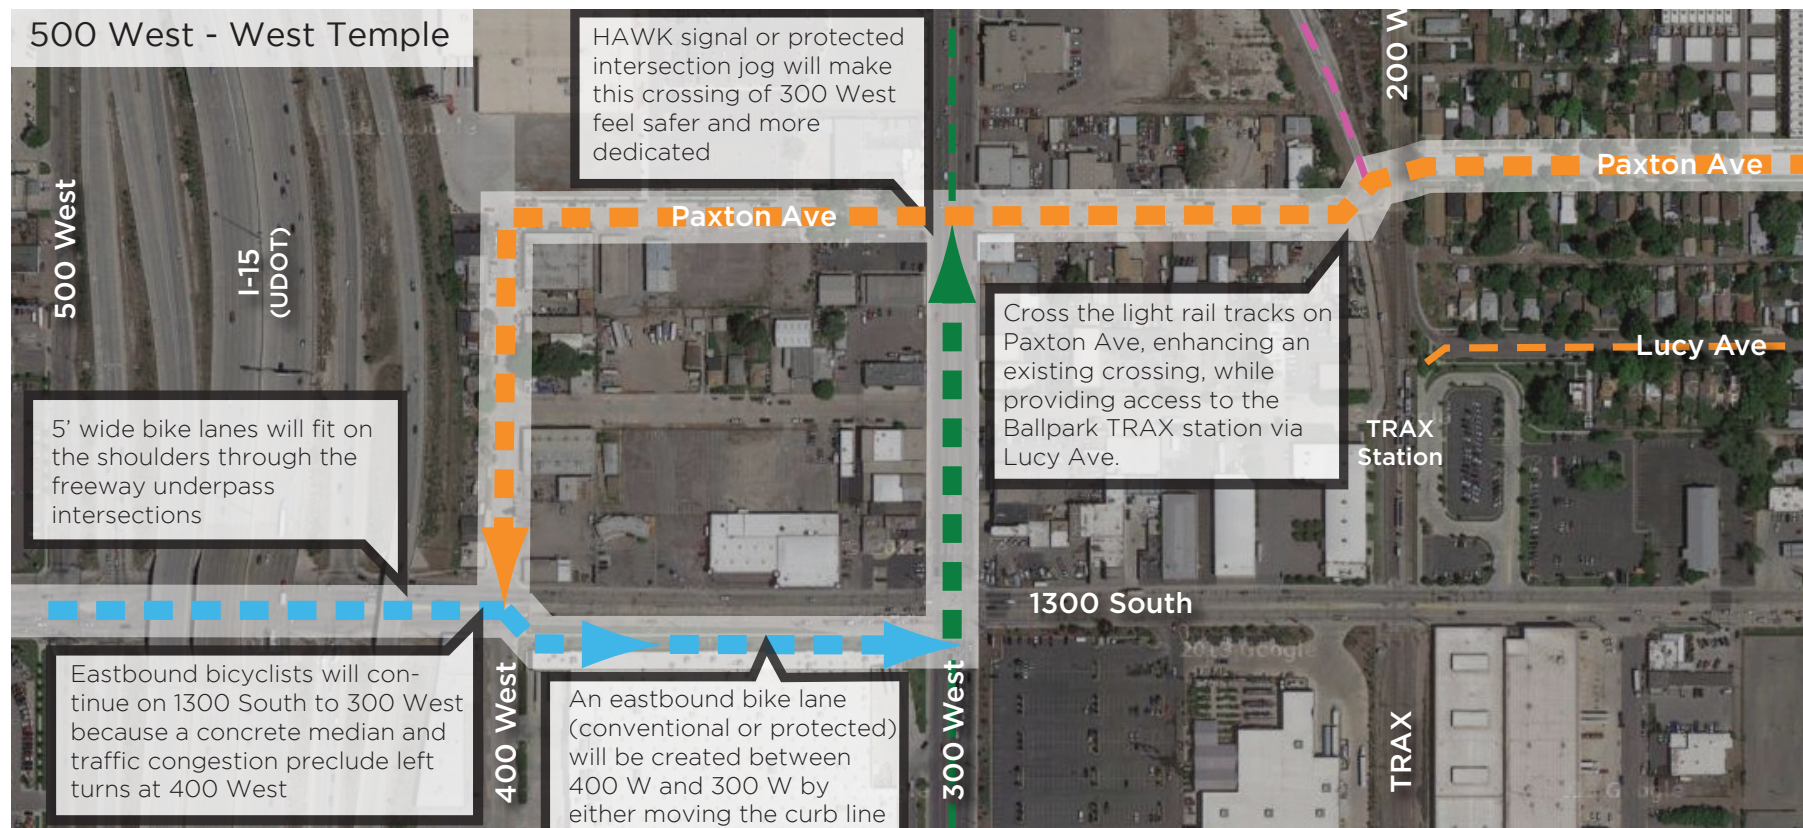 500 West - West Temple
HAWK signal or protected
intersection jog will make
this crossing of 300 West
feel safer and more
dedicated
200 W
Paxton Ave
Paxton Ave
500 West
I-15
(UDOT)
Cross the light rail tracks on
Paxton Ave, enhancing an
existing crossing, while
providing access to the
Ballpark TRAX station via
Lucy Ave.
Lucy Ave
TRAX
Station
5’ wide bike lanes will fit on
the shoulders through the
freeway underpass
intersections
1300 South
Eastbound bicyclists will con-
tinue on 1300 South to 300 West
because a concrete median and
traffic congestion preclude left
turns at 400 West
400 West
An eastbound bike lane
(conventional or protected)
will be created between
400 W and 300 W by
either moving the curb line
300 West
TRAX
2013 Google
Google